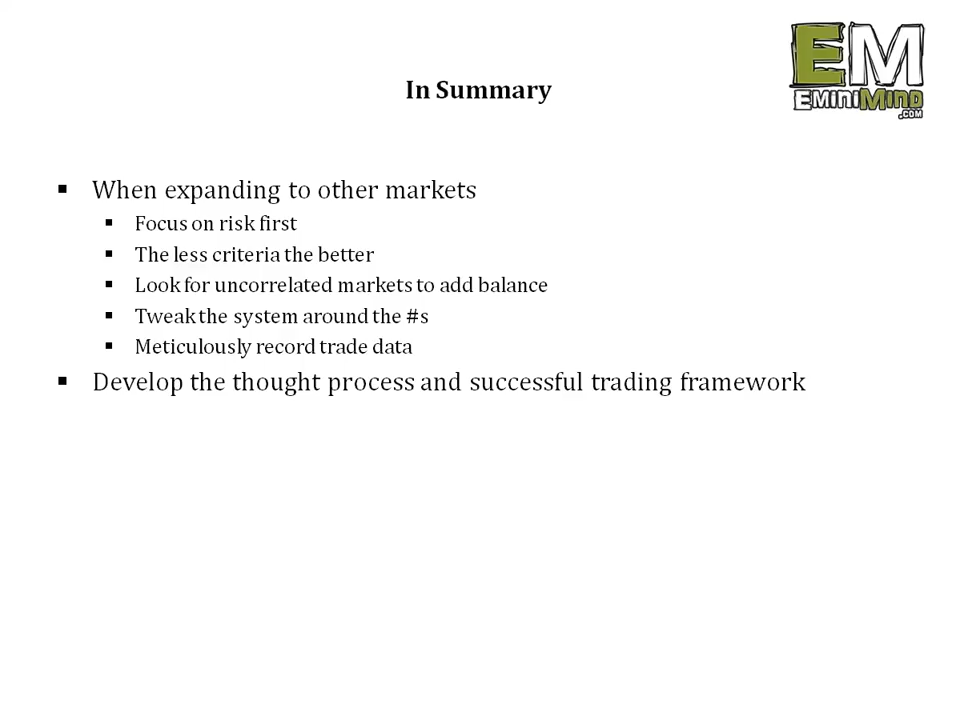 EM
EMiniMind
.COM
In Summary
When expanding to other markets
Focus on risk first
The less criteria the better
Look for uncorrelated markets to add balance
Tweak the system around the #s
Meticulously record trade data
Develop the thought process and successful trading framework